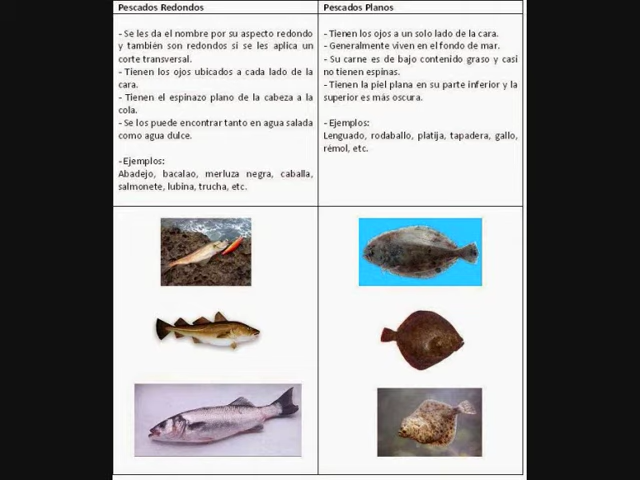 Pescados Redondos
- Se les da el nombre por su aspecto redondo
y también son redondos si se les aplica un
corte transversal.
- Tienen los ojos ubicados a cada lado de la
cara.
- Tienen el espinazo plano de la cabeza a la
cola.
- Se los puede encontrar tanto en agua salada
como agua dulce.
- Ejemplos:
Abadejo, bacalao, merluza negra, caballa,
salmonete, lubina, trucha, etc.
Pescados Planos
- Tienen los ojos a un solo lado de la cara.
- Generalmente viven en el fondo de mar.
- Su carne es de bajo contenido graso y casi
no tienen espinas.
- Tienen la piel plana en su parte inferior y la
superior es más oscura.
- Ejemplos:
Lenguado, rodaballo, platija, tapadera, gallo,
rémol, etc.